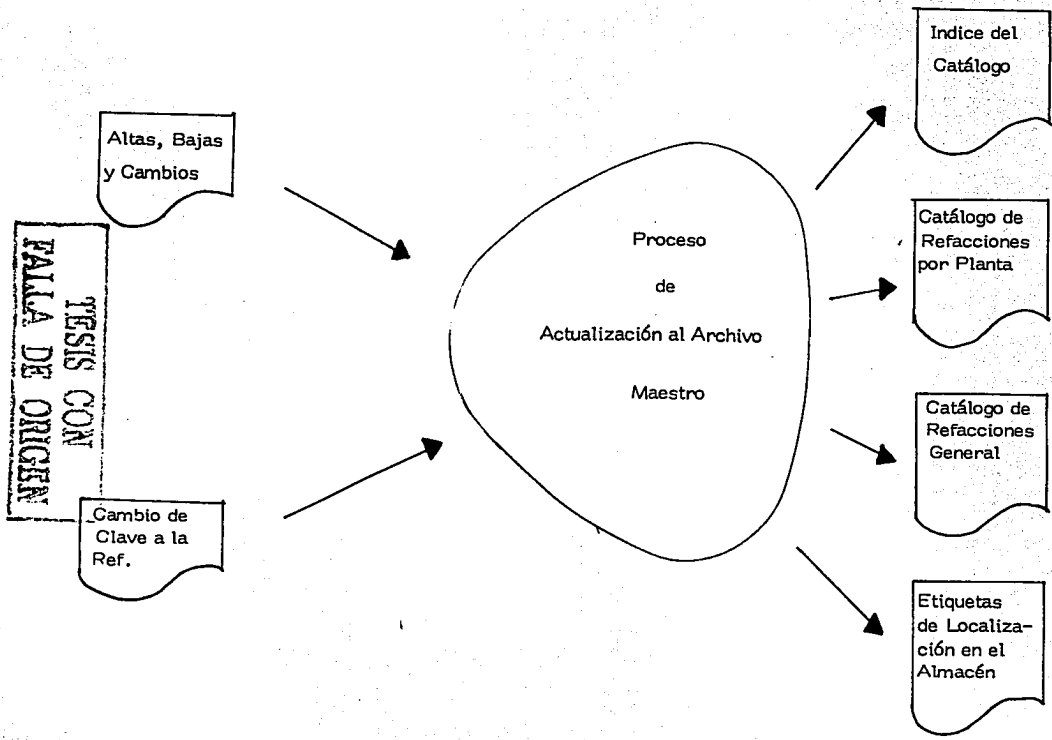 Altas, Bajas
y Cambios
TESIS CON
FALLA DE ORIGEN
Cambio de
Clave a la
Ref.
Proceso
de
Actualización al Archivo
Maestro
Indice del
Catálogo
Catálogo de
Refacciones
por Planta
Catálogo de
Refacciones
General
Etiquetas
de Localiza-
ción en el
Almacén